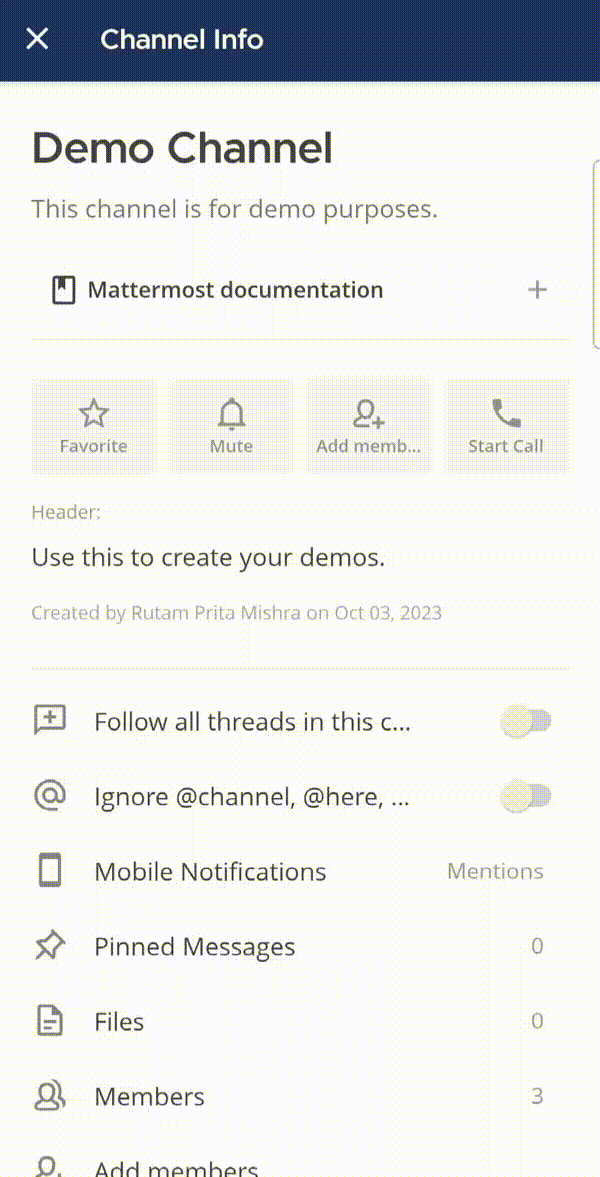 Channel Info
Demo Channel
This channel is for demo purposes.
Mattermost documentation
Favorite
Mute
Add memb...
Start Call
Header:
Use this to create your demos.
Created by Rutam Prita Mishra on Oct 03, 2023
Follow all threads in this c...
Ignore @channel, @here, ...
Mobile Notifications Mentions
Pinned Messages 0
Files 0
Members 3
Add members